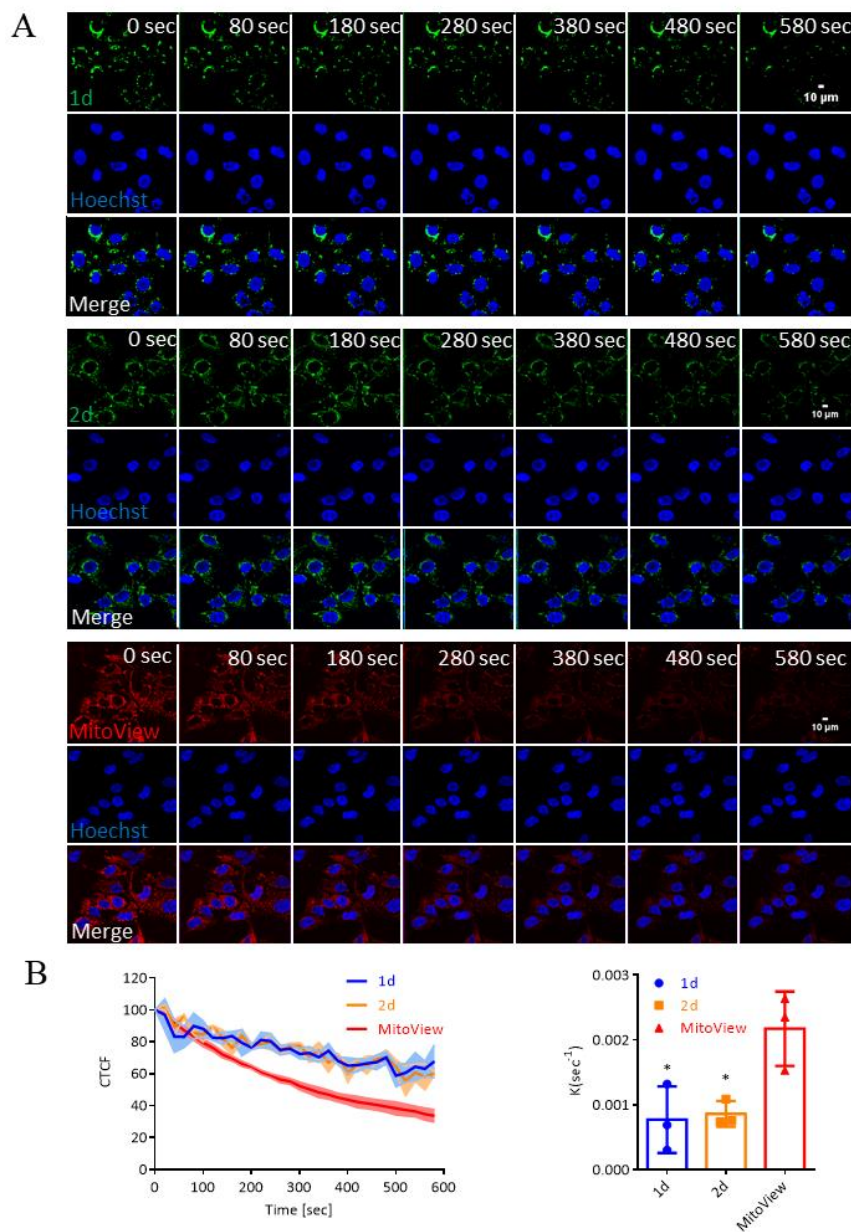 A
0 sec 80 sec 180 sec 280 sec 380 sec 480 sec 580 sec
1d
10 µm
Hoechst
Merge
0 sec 80 sec 180 sec 280 sec 380 sec 480 sec 580 sec
2d
10 µm
Hoechst
Merge
0 sec 80 sec 180 sec 280 sec 380 sec 480 sec 580 sec
MitoView
10 µm
Hoechst
Merge
B
120
100
80
60
40
20
0
CTCF
0 100 200 300 400 500 600
Time [sec]
1d
2d
MitoView
0.003
0.002
0.001
0.000
K(sec⁻¹)
1d
2d
MitoView
* *
1d 2d MitoView